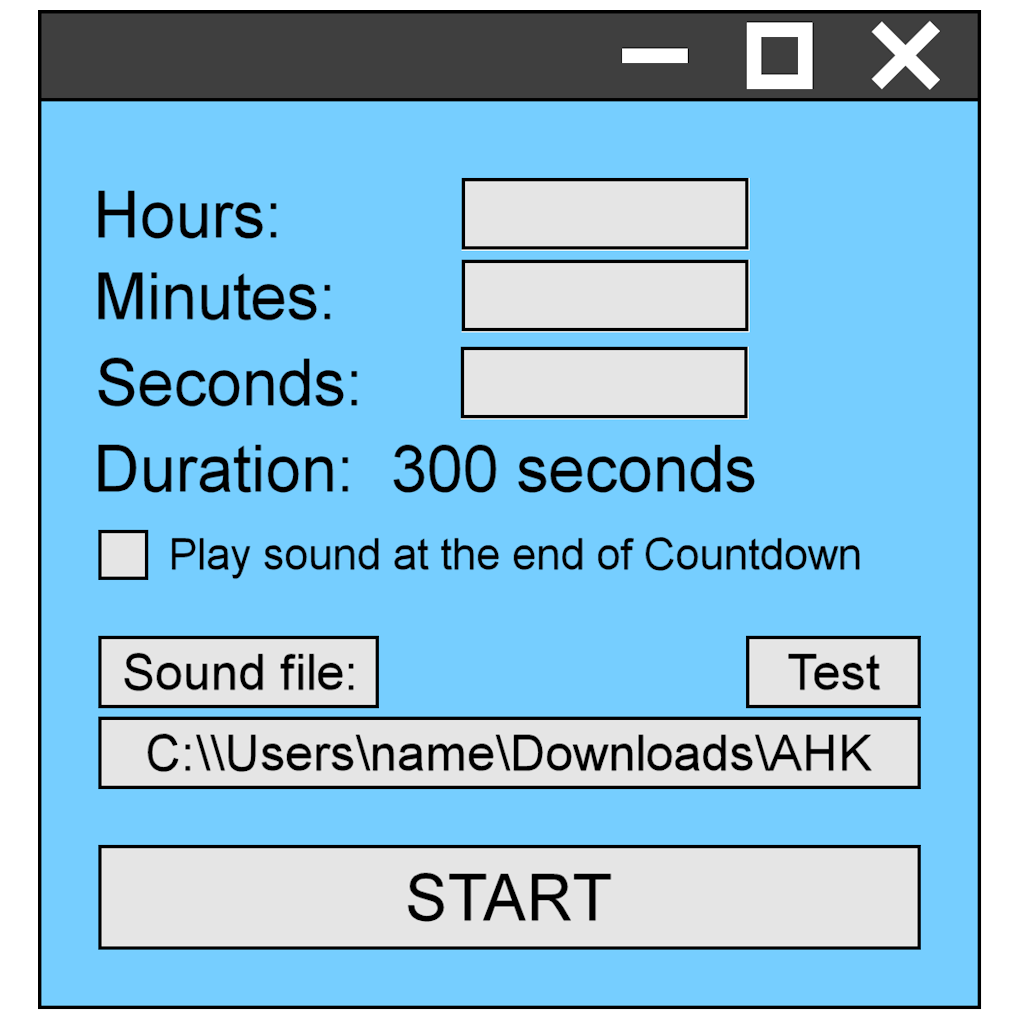 Hours:
Minutes:
Seconds:
Duration: 300 seconds
Play sound at the end of Countdown
Sound file: Test
C:\\Users\name\Downloads\AHK
START